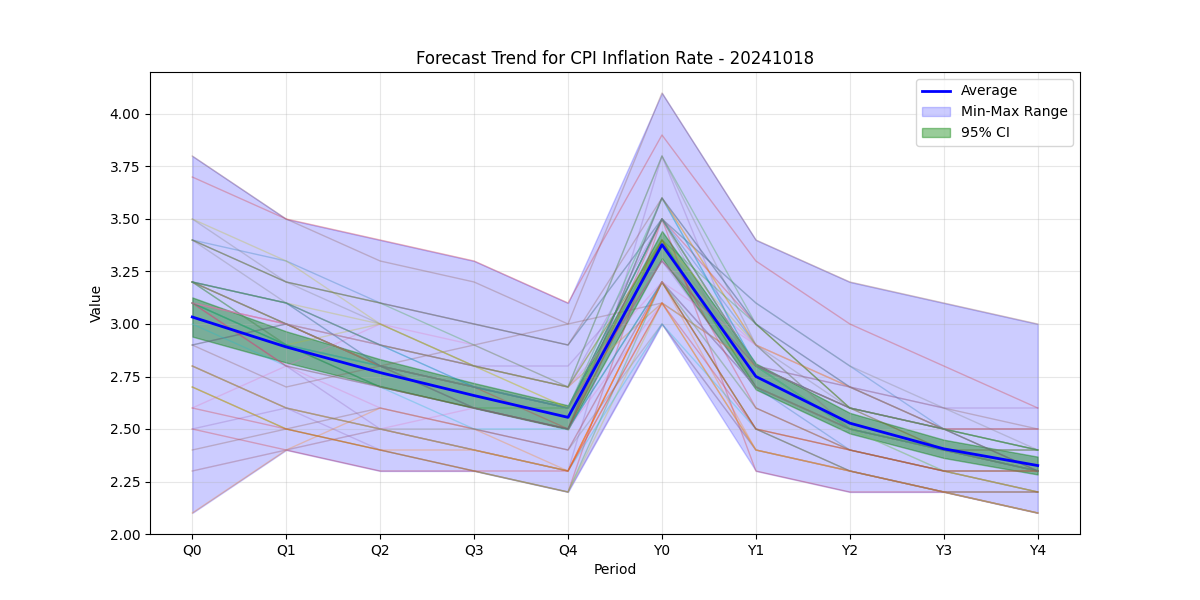 Forecast Trend for CPI Inflation Rate - 20241018
Average
Min-Max Range
95% CI
Value
4.00
3.75
3.50
3.25
3.00
2.75
2.50
2.25
2.00
Q0 Q1 Q2 Q3 Q4 Y0 Y1 Y2 Y3 Y4
Period